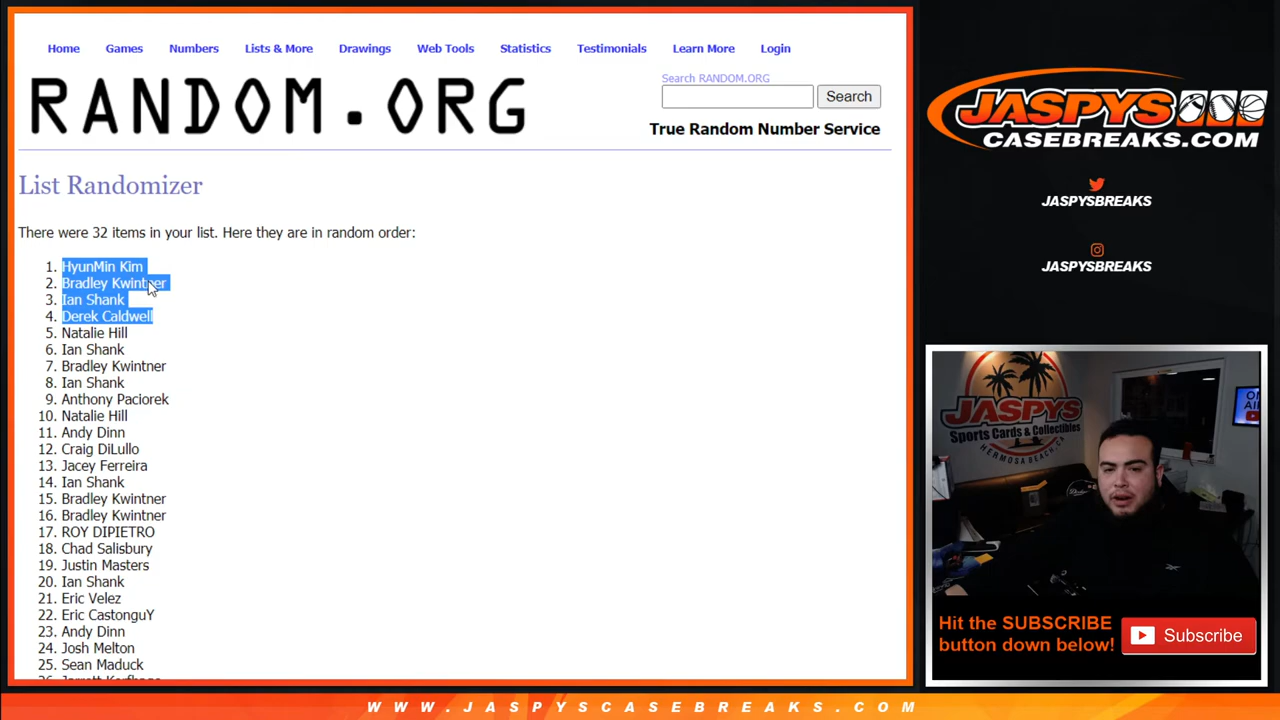 Home Games Numbers Lists & More Drawings Web Tools Statistics Testimonials Learn More Login
RANDOM.ORG
Search RANDOM.ORG
Search
True Random Number Service
List Randomizer
There were 32 items in your list. Here they are in random order:
1. HyunMin Kim
2. Bradley Kwintner
3. Ian Shank
4. Derek Caldwell
5. Natalie Hill
6. Ian Shank
7. Bradley Kwintner
8. Ian Shank
9. Anthony Paciorek
10. Natalie Hill
11. Andy Dinn
12. Craig DiLullo
13. Jacey Ferreira
14. Ian Shank
15. Bradley Kwintner
16. Bradley Kwintner
17. ROY DIPIETRO
18. Chad Salisbury
19. Justin Masters
20. Ian Shank
21. Eric Velez
22. Eric CastonguY
23. Andy Dinn
24. Josh Melton
25. Sean Maduck
JASPYS
CASEBREAKS.COM
JASPYSBREAKS
JASPYSBREAKS
JASPYS
Sports Cards & Collectibles
HERMOSA BEACH, CA
Hit the SUBSCRIBE
button down below!
Subscribe
WWW.JASPYSCASEBREAKS.COM